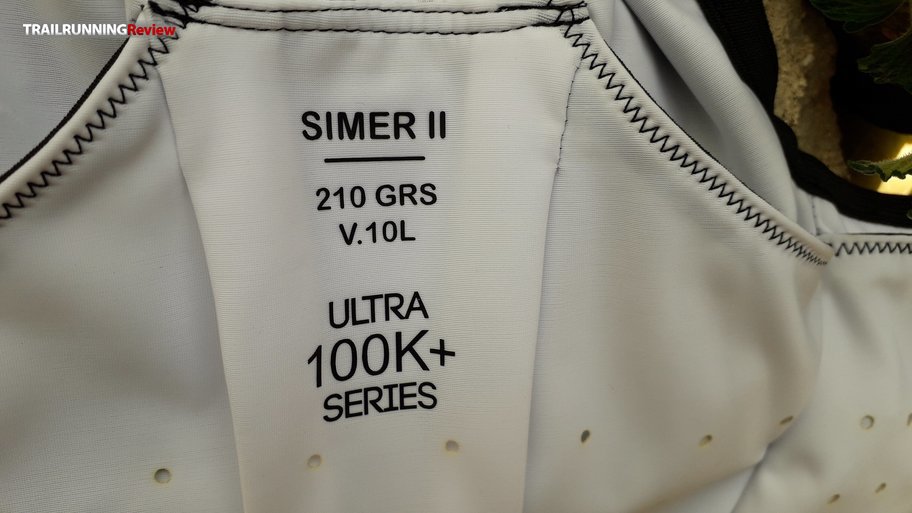 TRAILRUNNINGReview
SIMER II
210 GRS
V.10L
ULTRA
100K+
SERIES